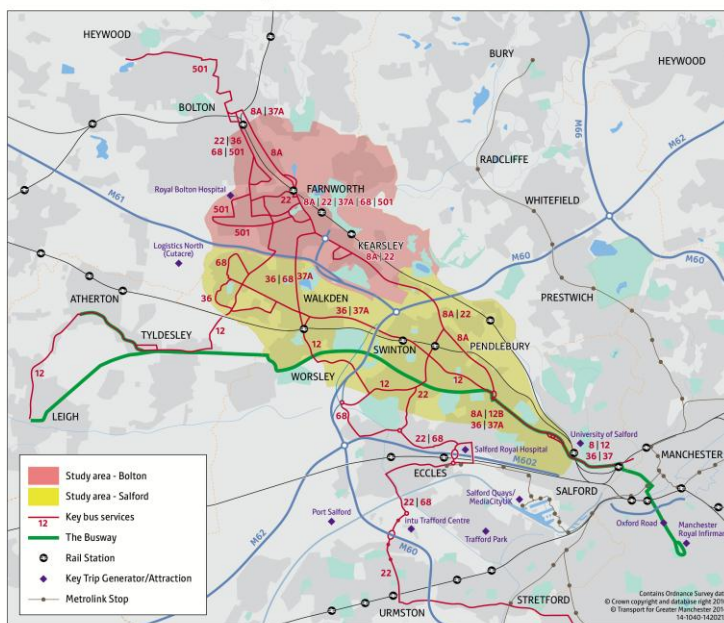 HEYWOOD
BURY
HEYWOOD
501
BOLTON
8A | 37A
M66
M62
22 | 36
68 | 501
8A
RADCLIFFE
M61
Royal Bolton Hospital
FARNWORTH
22
8A | 22 | 37A | 68 | 501
WHITEFIELD
501
501
KEARSLEY
8A | 22
Logistics North
(Cutacre)
68
M60
36 | 68
37A
ATHERTON
36
WALKDEN
PRESTWICH
36 | 37A
8A | 22
TYLDESLEY
12
8A
PENDLEBURY
12
SWINTON
WORSLEY
12
12
12
22
LEIGH
68
8A | 12B
36 | 37A
University of Salford
8 | 12
36 | 37
22 | 68
Salford Royal Hospital
MANCHESTER
M602
ECCLES
SALFORD
Salford Quays/
MediaCityUK
22 | 68
Port Salford
intu Trafford Centre
Oxford Road
Manchester
Royal Infirmar
Trafford Park
M62
M60
22
URMSTON
STRETFORD
Study area - Bolton
Study area - Salford
12
Key bus services
The Busway
Rail Station
Key Trip Generator/Attraction
Metrolink Stop
Contains Ordnance Survey dat
© Crown copyright and database right 201
© Transport for Greater Manchester 201
14-1040-142021